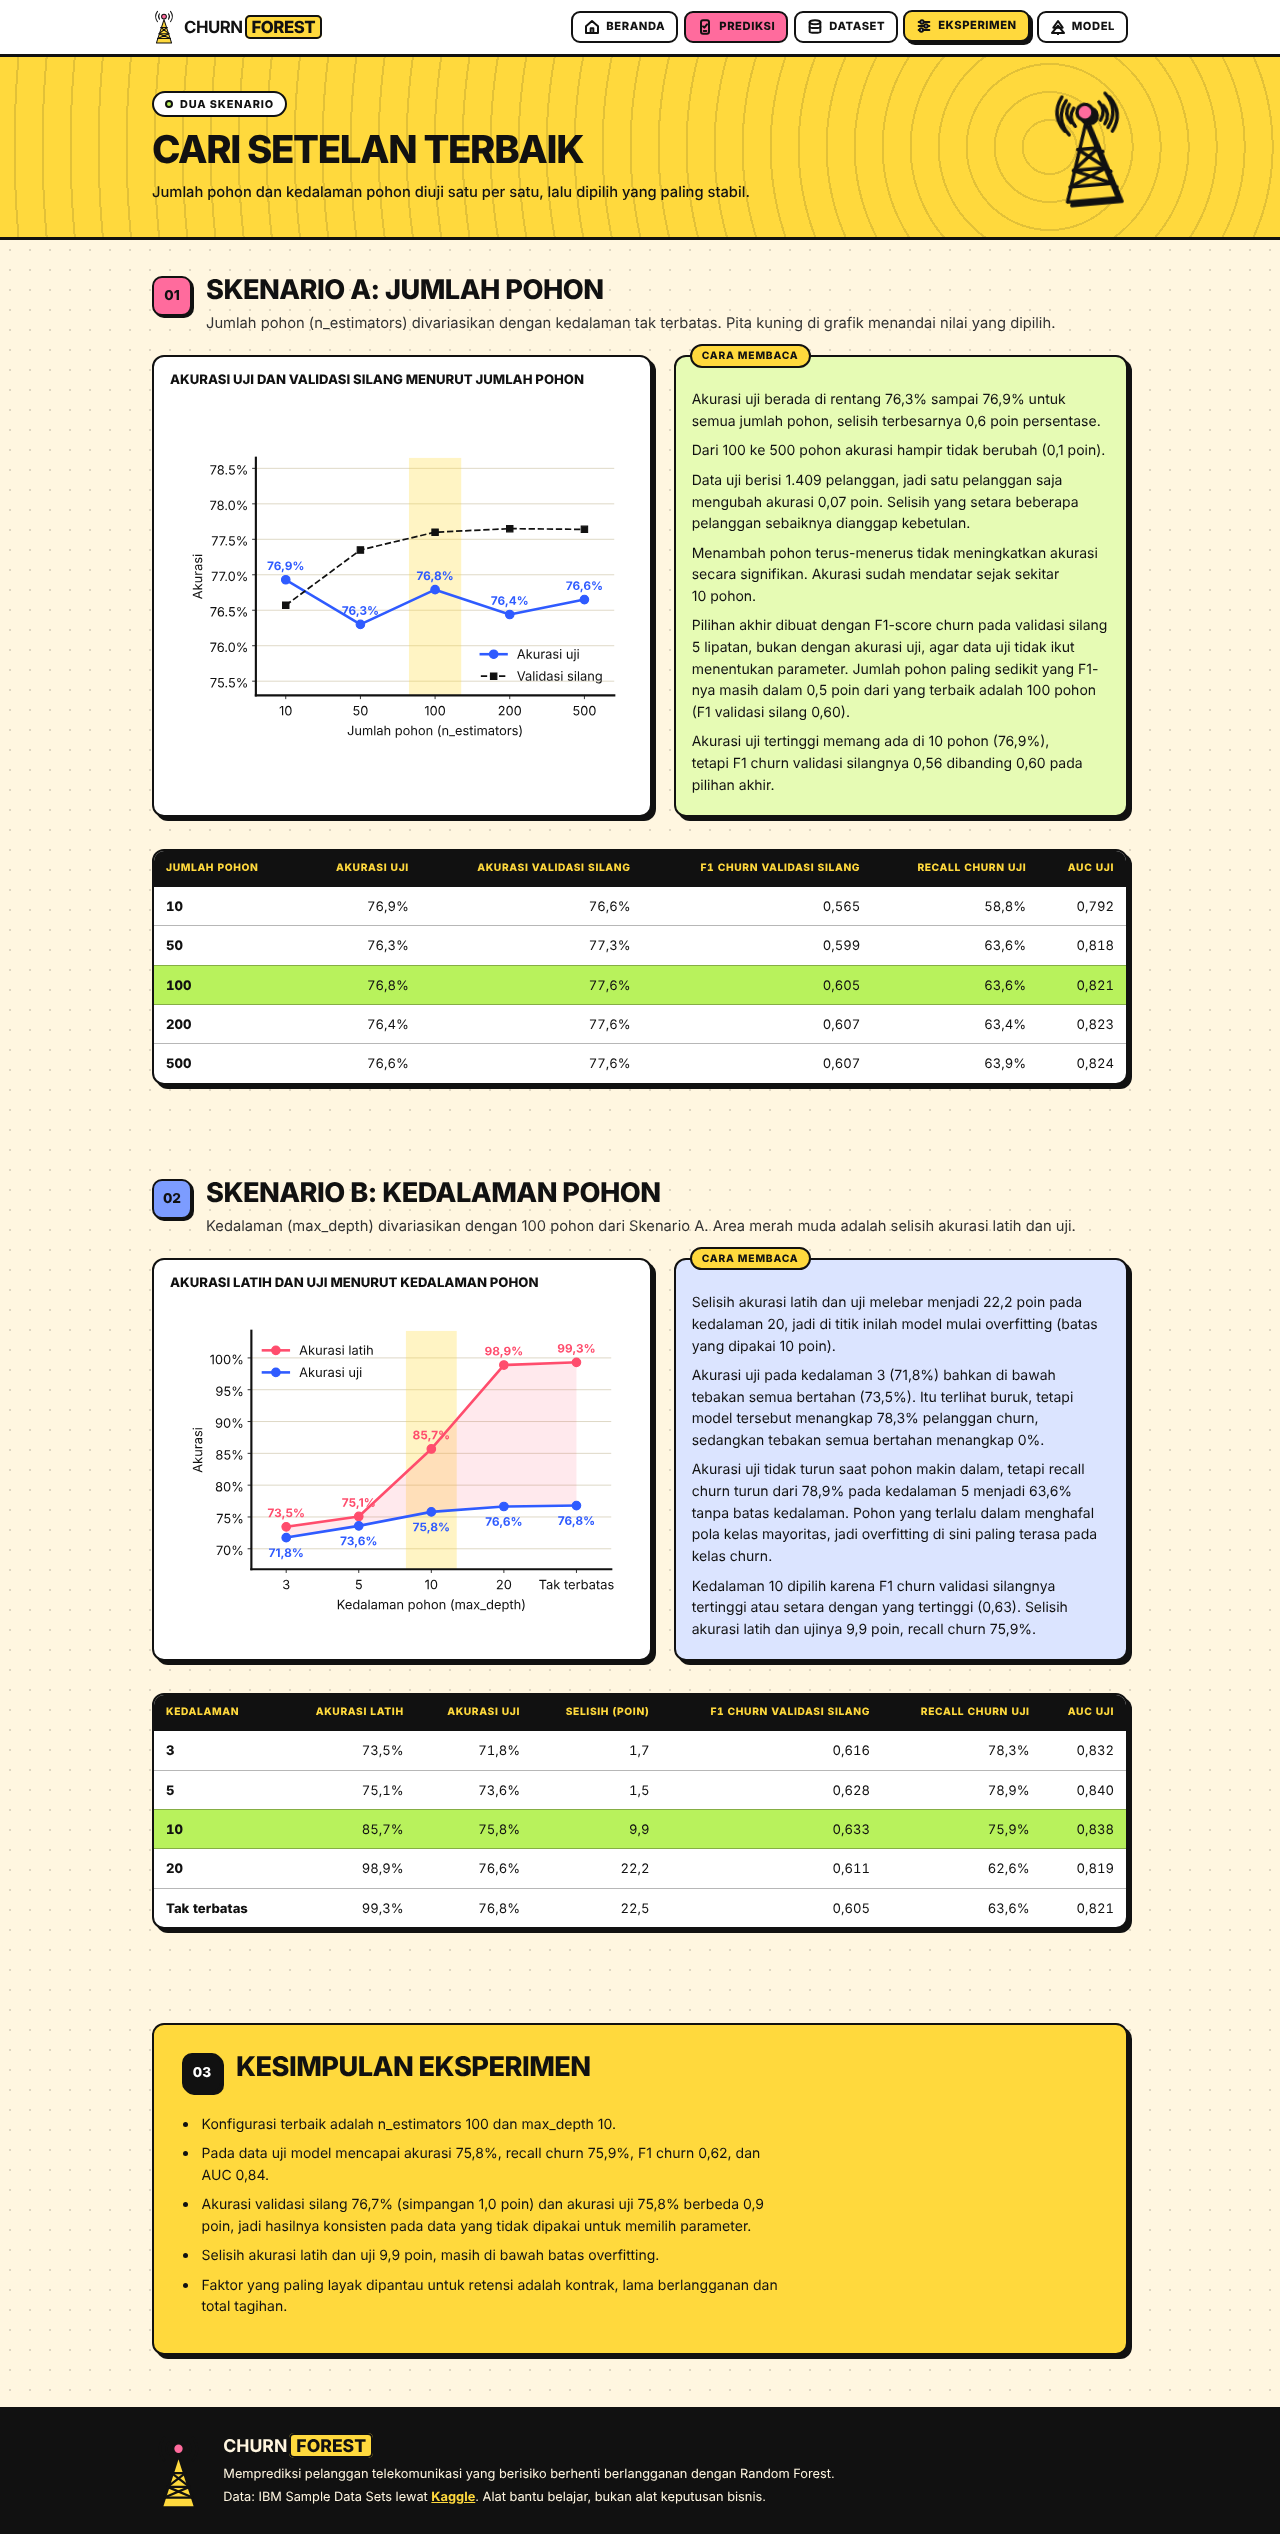 CHURN FOREST
BERANDA
PREDIKSI
DATASET
EKSPERIMEN
MODEL
DUA SKENARIO
CARI SETELAN TERBAIK
Jumlah pohon dan kedalaman pohon diuji satu per satu, lalu dipilih yang paling stabil.
01
SKENARIO A: JUMLAH POHON
Jumlah pohon (n_estimators) divariasikan dengan kedalaman tak terbatas. Pita kuning di grafik menandai nilai yang dipilih.
AKURASI UJI DAN VALIDASI SILANG MENURUT JUMLAH POHON
78.5%
78.0%
77.5%
77.0%
76.5%
76.0%
75.5%
Akurasi
76,9%
76,3%
76,8%
76,4%
76,6%
Akurasi uji
Validasi silang
10 50 100 200 500
Jumlah pohon (n_estimators)
CARA MEMBACA
Akurasi uji berada di rentang 76,3% sampai 76,9% untuk
semua jumlah pohon, selisih terbesarnya 0,6 poin persentase.
Dari 100 ke 500 pohon akurasi hampir tidak berubah (0,1 poin).
Data uji berisi 1.409 pelanggan, jadi satu pelanggan saja
mengubah akurasi 0,07 poin. Selisih yang setara beberapa
pelanggan sebaiknya dianggap kebetulan.
Menambah pohon terus-menerus tidak meningkatkan akurasi
secara signifikan. Akurasi sudah mendatar sejak sekitar
10 pohon.
Pilihan akhir dibuat dengan F1-score churn pada validasi silang
5 lipatan, bukan dengan akurasi uji, agar data uji tidak ikut
menentukan parameter. Jumlah pohon paling sedikit yang F1-
nya masih dalam 0,5 poin dari yang terbaik adalah 100 pohon
(F1 validasi silang 0,60).
Akurasi uji tertinggi memang ada di 10 pohon (76,9%),
tetapi F1 churn validasi silangnya 0,56 dibanding 0,60 pada
pilihan akhir.
JUMLAH POHON AKURASI UJI AKURASI VALIDASI SILANG F1 CHURN VALIDASI SILANG RECALL CHURN UJI AUC UJI
10 76,9% 76,6% 0,565 58,8% 0,792
50 76,3% 77,3% 0,599 63,6% 0,818
100 76,8% 77,6% 0,605 63,6% 0,821
200 76,4% 77,6% 0,607 63,4% 0,823
500 76,6% 77,6% 0,607 63,9% 0,824
02
SKENARIO B: KEDALAMAN POHON
Kedalaman (max_depth) divariasikan dengan 100 pohon dari Skenario A. Area merah muda adalah selisih akurasi latih dan uji.
AKURASI LATIH DAN UJI MENURUT KEDALAMAN POHON
100%
95%
90%
85%
80%
75%
70%
Akurasi
Akurasi latih
Akurasi uji
73,5%
75,1%
85,7%
98,9%
99,3%
71,8%
73,6%
75,8%
76,6%
76,8%
3 5 10 20 Tak terbatas
Kedalaman pohon (max_depth)
CARA MEMBACA
Selisih akurasi latih dan uji melebar menjadi 22,2 poin pada
kedalaman 20, jadi di titik inilah model mulai overfitting (batas
yang dipakai 10 poin).
Akurasi uji pada kedalaman 3 (71,8%) bahkan di bawah
tebakan semua bertahan (73,5%). Itu terlihat buruk, tetapi
model tersebut menangkap 78,3% pelanggan churn,
sedangkan tebakan semua bertahan menangkap 0%.
Akurasi uji tidak turun saat pohon makin dalam, tetapi recall
churn turun dari 78,9% pada kedalaman 5 menjadi 63,6%
tanpa batas kedalaman. Pohon yang terlalu dalam menghafal
pola kelas mayoritas, jadi overfitting di sini paling terasa pada
kelas churn.
Kedalaman 10 dipilih karena F1 churn validasi silangnya
tertinggi atau setara dengan yang tertinggi (0,63). Selisih
akurasi latih dan ujinya 9,9 poin, recall churn 75,9%.
KEDALAMAN AKURASI LATIH AKURASI UJI SELISIH (POIN) F1 CHURN VALIDASI SILANG RECALL CHURN UJI AUC UJI
3 73,5% 71,8% 1,7 0,616 78,3% 0,832
5 75,1% 73,6% 1,5 0,628 78,9% 0,840
10 85,7% 75,8% 9,9 0,633 75,9% 0,838
20 98,9% 76,6% 22,2 0,611 62,6% 0,819
Tak terbatas 99,3% 76,8% 22,5 0,605 63,6% 0,821
03
KESIMPULAN EKSPERIMEN
• Konfigurasi terbaik adalah n_estimators 100 dan max_depth 10.
• Pada data uji model mencapai akurasi 75,8%, recall churn 75,9%, F1 churn 0,62, dan
AUC 0,84.
• Akurasi validasi silang 76,7% (simpangan 1,0 poin) dan akurasi uji 75,8% berbeda 0,9
poin, jadi hasilnya konsisten pada data yang tidak dipakai untuk memilih parameter.
• Selisih akurasi latih dan uji 9,9 poin, masih di bawah batas overfitting.
• Faktor yang paling layak dipantau untuk retensi adalah kontrak, lama berlangganan dan
total tagihan.
CHURN FOREST
Memprediksi pelanggan telekomunikasi yang berisiko berhenti berlangganan dengan Random Forest.
Data: IBM Sample Data Sets lewat Kaggle. Alat bantu belajar, bukan alat keputusan bisnis.